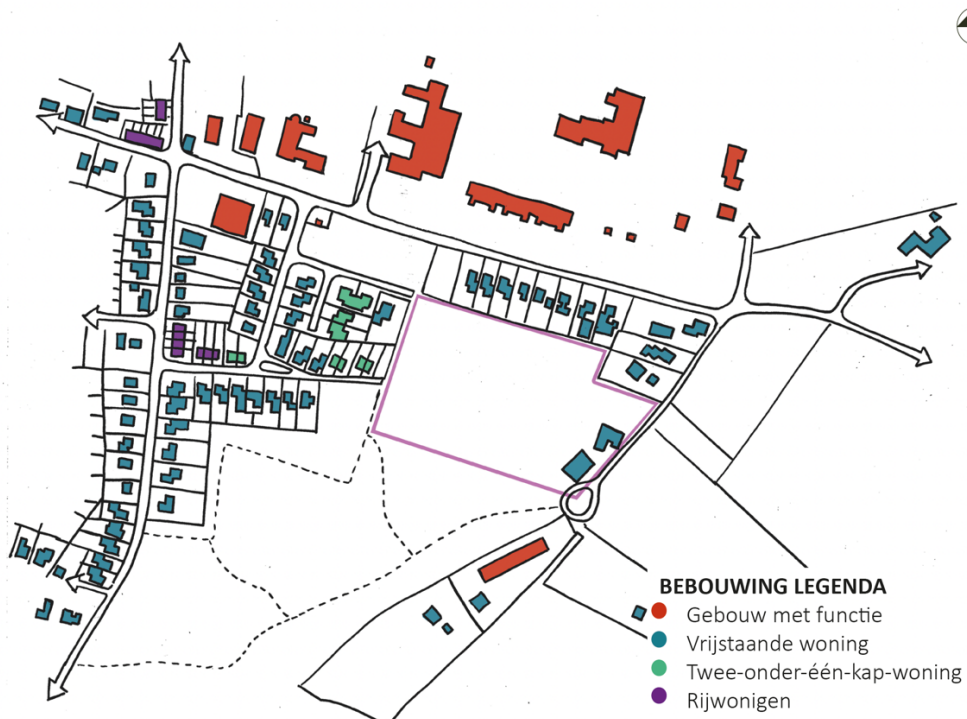 BEBOUWING LEGENDA
Gebouw met functie
Vrijstaande woning
Twee-onder-één-kap-woning
Rijwonigen